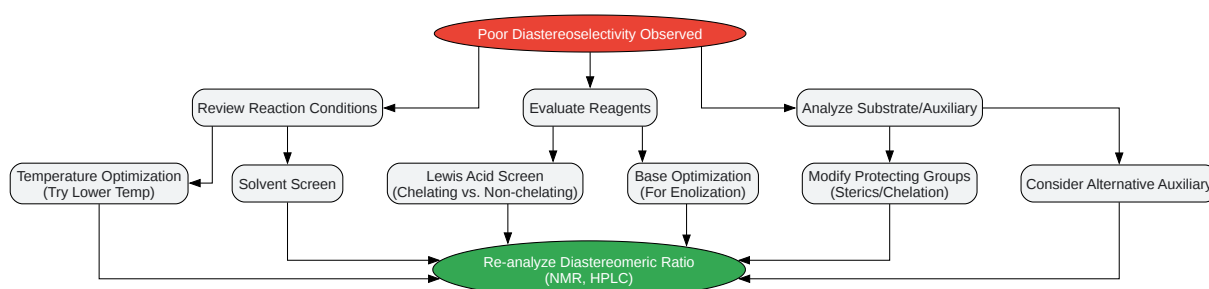 Poor Diastereoselectivity Observed
Review Reaction Conditions
Evaluate Reagents
Analyze Substrate/Auxiliary
Temperature Optimization
(Try Lower Temp)
Solvent Screen
Lewis Acid Screen
(Chelating vs. Non-chelating)
Base Optimization
(For Enolization)
Modify Protecting Groups
(Sterics/Chelation)
Consider Alternative Auxiliary
Re-analyze Diastereomeric Ratio
(NMR, HPLC)